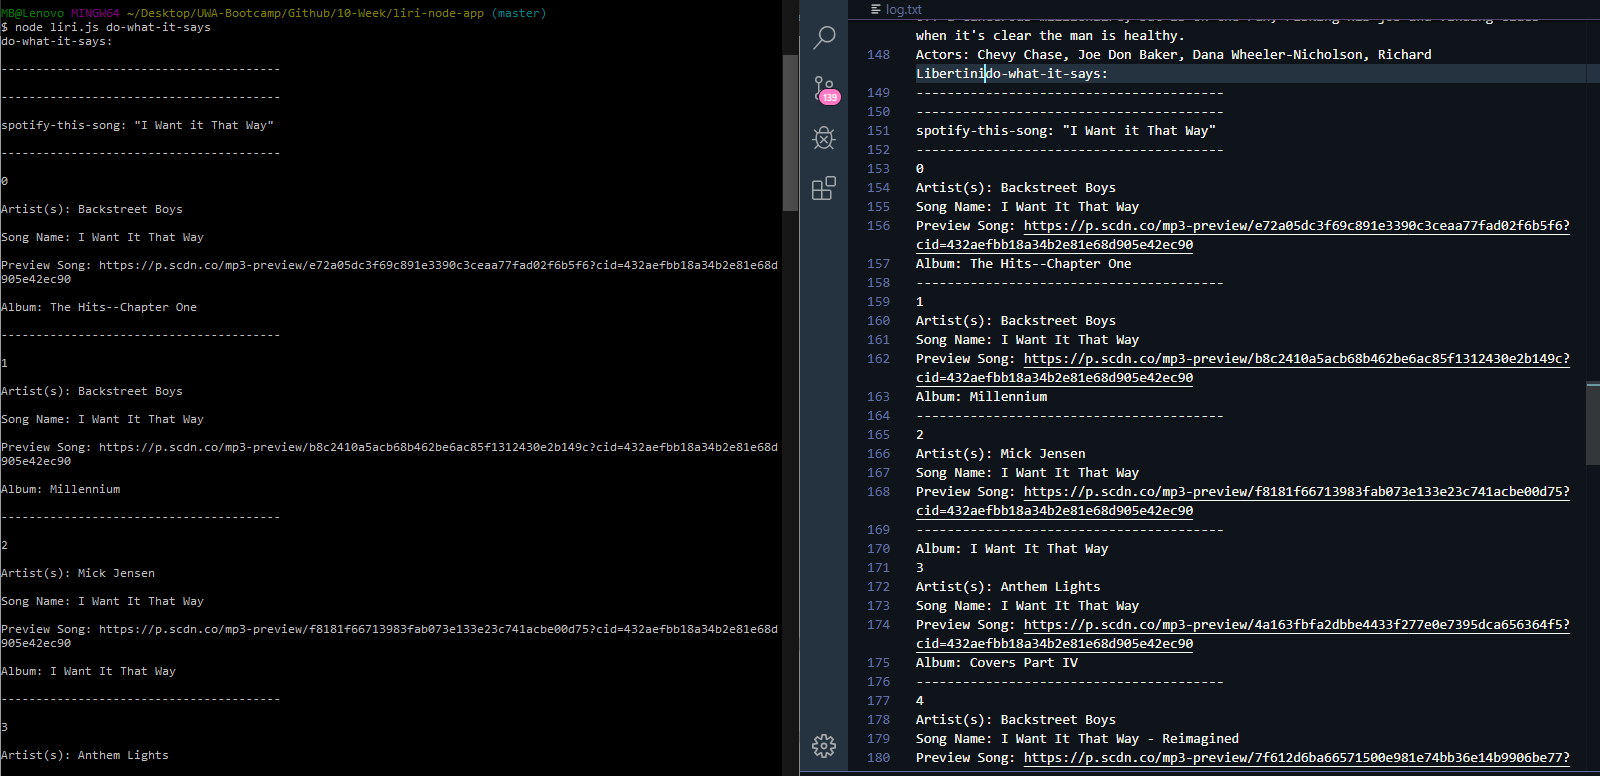 MB@Lenovo MINGW64 ~/Desktop/UWA-Bootcamp/Github/10-Week/liri-node-app (master)
$ node liri.js do-what-it-says
do-what-it-says:
----------------------------------------
----------------------------------------
spotify-this-song: "I Want it That Way"
----------------------------------------
0
Artist(s): Backstreet Boys
Song Name: I Want It That Way
Preview Song: https://p.scdn.co/mp3-preview/e72a05dc3f69c891e3390c3ceaa77fad02f6b5f6?cid=432aefbb18a34b2e81e68d
905e42ec90
Album: The Hits--Chapter One
----------------------------------------
1
Artist(s): Backstreet Boys
Song Name: I Want It That Way
Preview Song: https://p.scdn.co/mp3-preview/b8c2410a5acb68b462be6ac85f1312430e2b149c?cid=432aefbb18a34b2e81e68d
905e42ec90
Album: Millennium
----------------------------------------
2
Artist(s): Mick Jensen
Song Name: I Want It That Way
Preview Song: https://p.scdn.co/mp3-preview/f8181f66713983fab073e133e23c741acbe00d75?cid=432aefbb18a34b2e81e68d
905e42ec90
Album: I Want It That Way
----------------------------------------
3
Artist(s): Anthem Lights
139
log.txt
when it's clear the man is healthy.
148 Actors: Chevy Chase, Joe Don Baker, Dana Wheeler-Nicholson, Richard
Libertinido-what-it-says:
149 ----------------------------------------
150 ----------------------------------------
151 spotify-this-song: "I Want it That Way"
152 ----------------------------------------
153 0
154 Artist(s): Backstreet Boys
155 Song Name: I Want It That Way
156 Preview Song: https://p.scdn.co/mp3-preview/e72a05dc3f69c891e3390c3ceaa77fad02f6b5f6?
cid=432aefbb18a34b2e81e68d905e42ec90
157 Album: The Hits--Chapter One
158 ----------------------------------------
159 1
160 Artist(s): Backstreet Boys
161 Song Name: I Want It That Way
162 Preview Song: https://p.scdn.co/mp3-preview/b8c2410a5acb68b462be6ac85f1312430e2b149c?
cid=432aefbb18a34b2e81e68d905e42ec90
163 Album: Millennium
164 ----------------------------------------
165 2
166 Artist(s): Mick Jensen
167 Song Name: I Want It That Way
168 Preview Song: https://p.scdn.co/mp3-preview/f8181f66713983fab073e133e23c741acbe00d75?
cid=432aefbb18a34b2e81e68d905e42ec90
169 ----------------------------------------
170 Album: I Want It That Way
171 3
172 Artist(s): Anthem Lights
173 Song Name: I Want It That Way
174 Preview Song: https://p.scdn.co/mp3-preview/4a163fbfa2dbbe4433f277e0e7395dca656364f5?
cid=432aefbb18a34b2e81e68d905e42ec90
175 Album: Covers Part IV
176 ----------------------------------------
177 4
178 Artist(s): Backstreet Boys
179 Song Name: I Want It That Way - Reimagined
180 Preview Song: https://p.scdn.co/mp3-preview/7f612d6ba66571500e981e74bb36e14b9906be77?